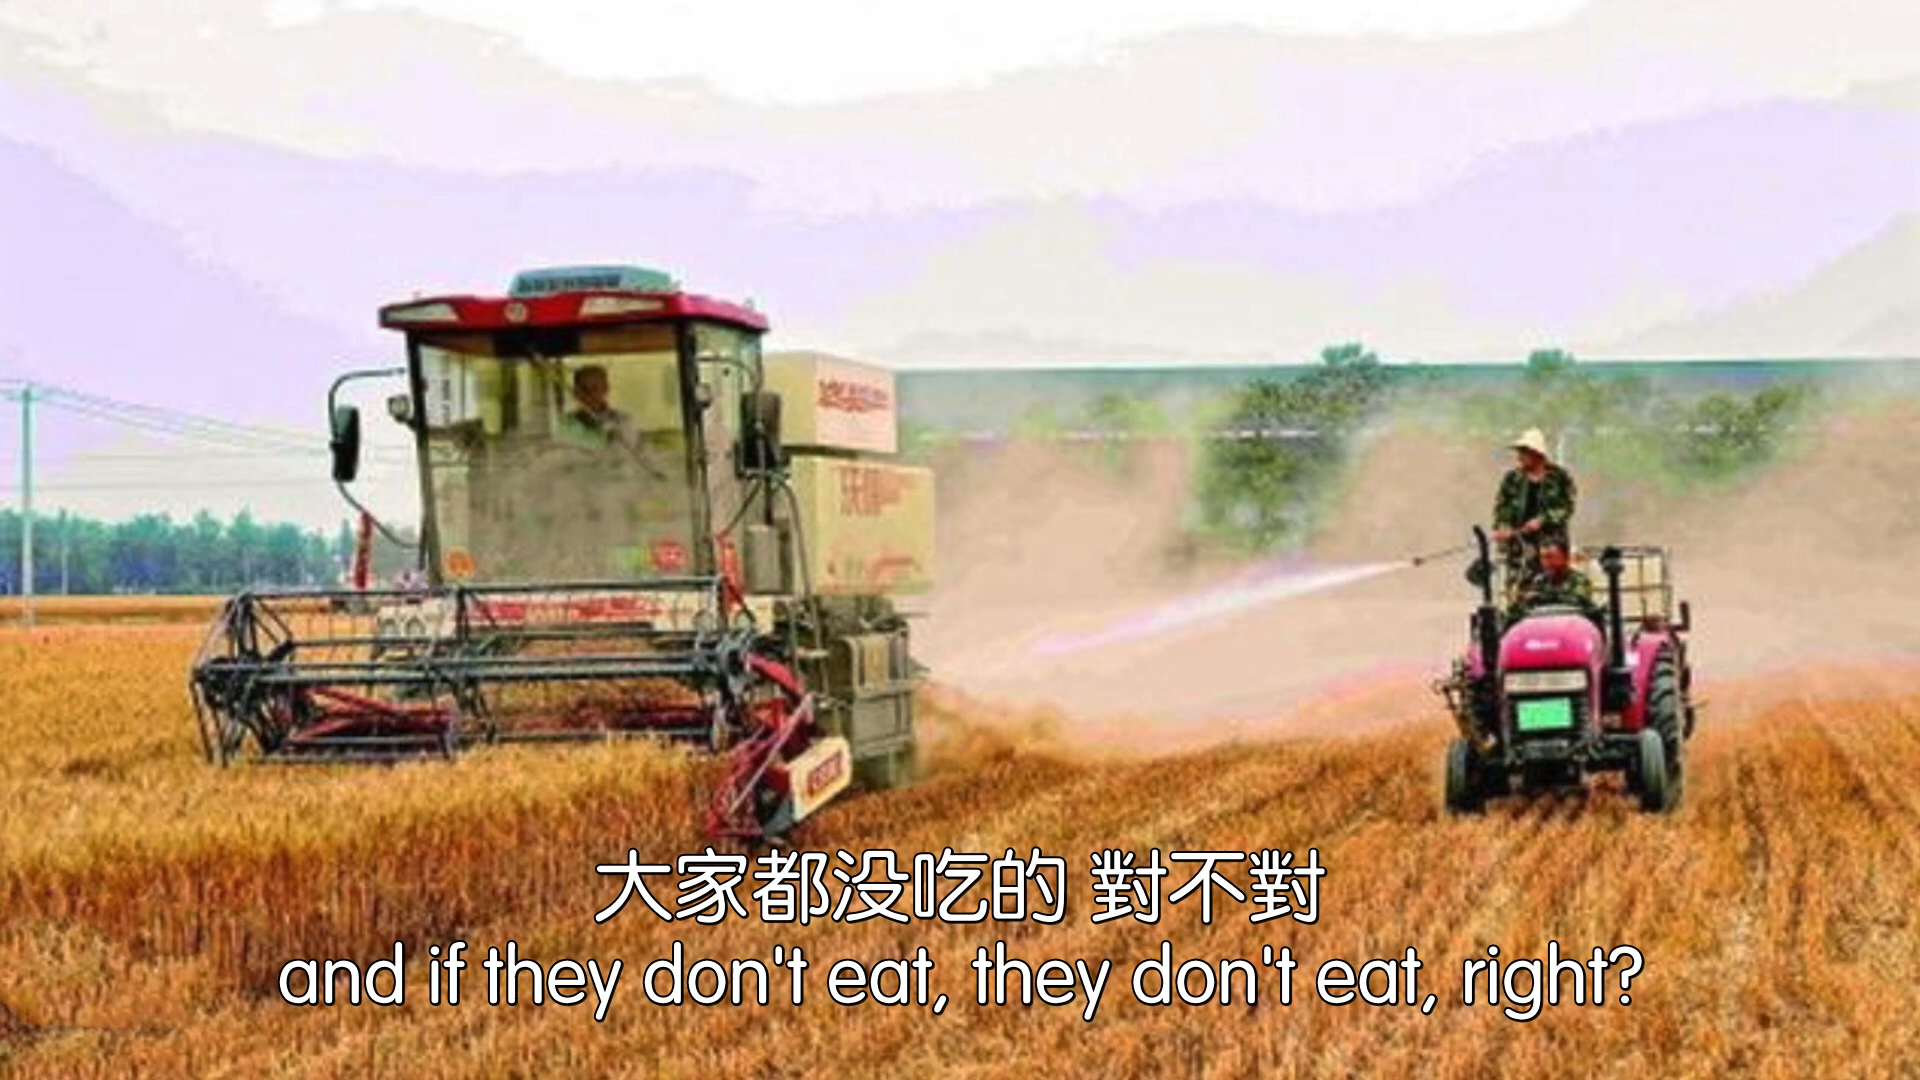 大家都没吃的 對不對
and if they don't eat, they don't eat, right?